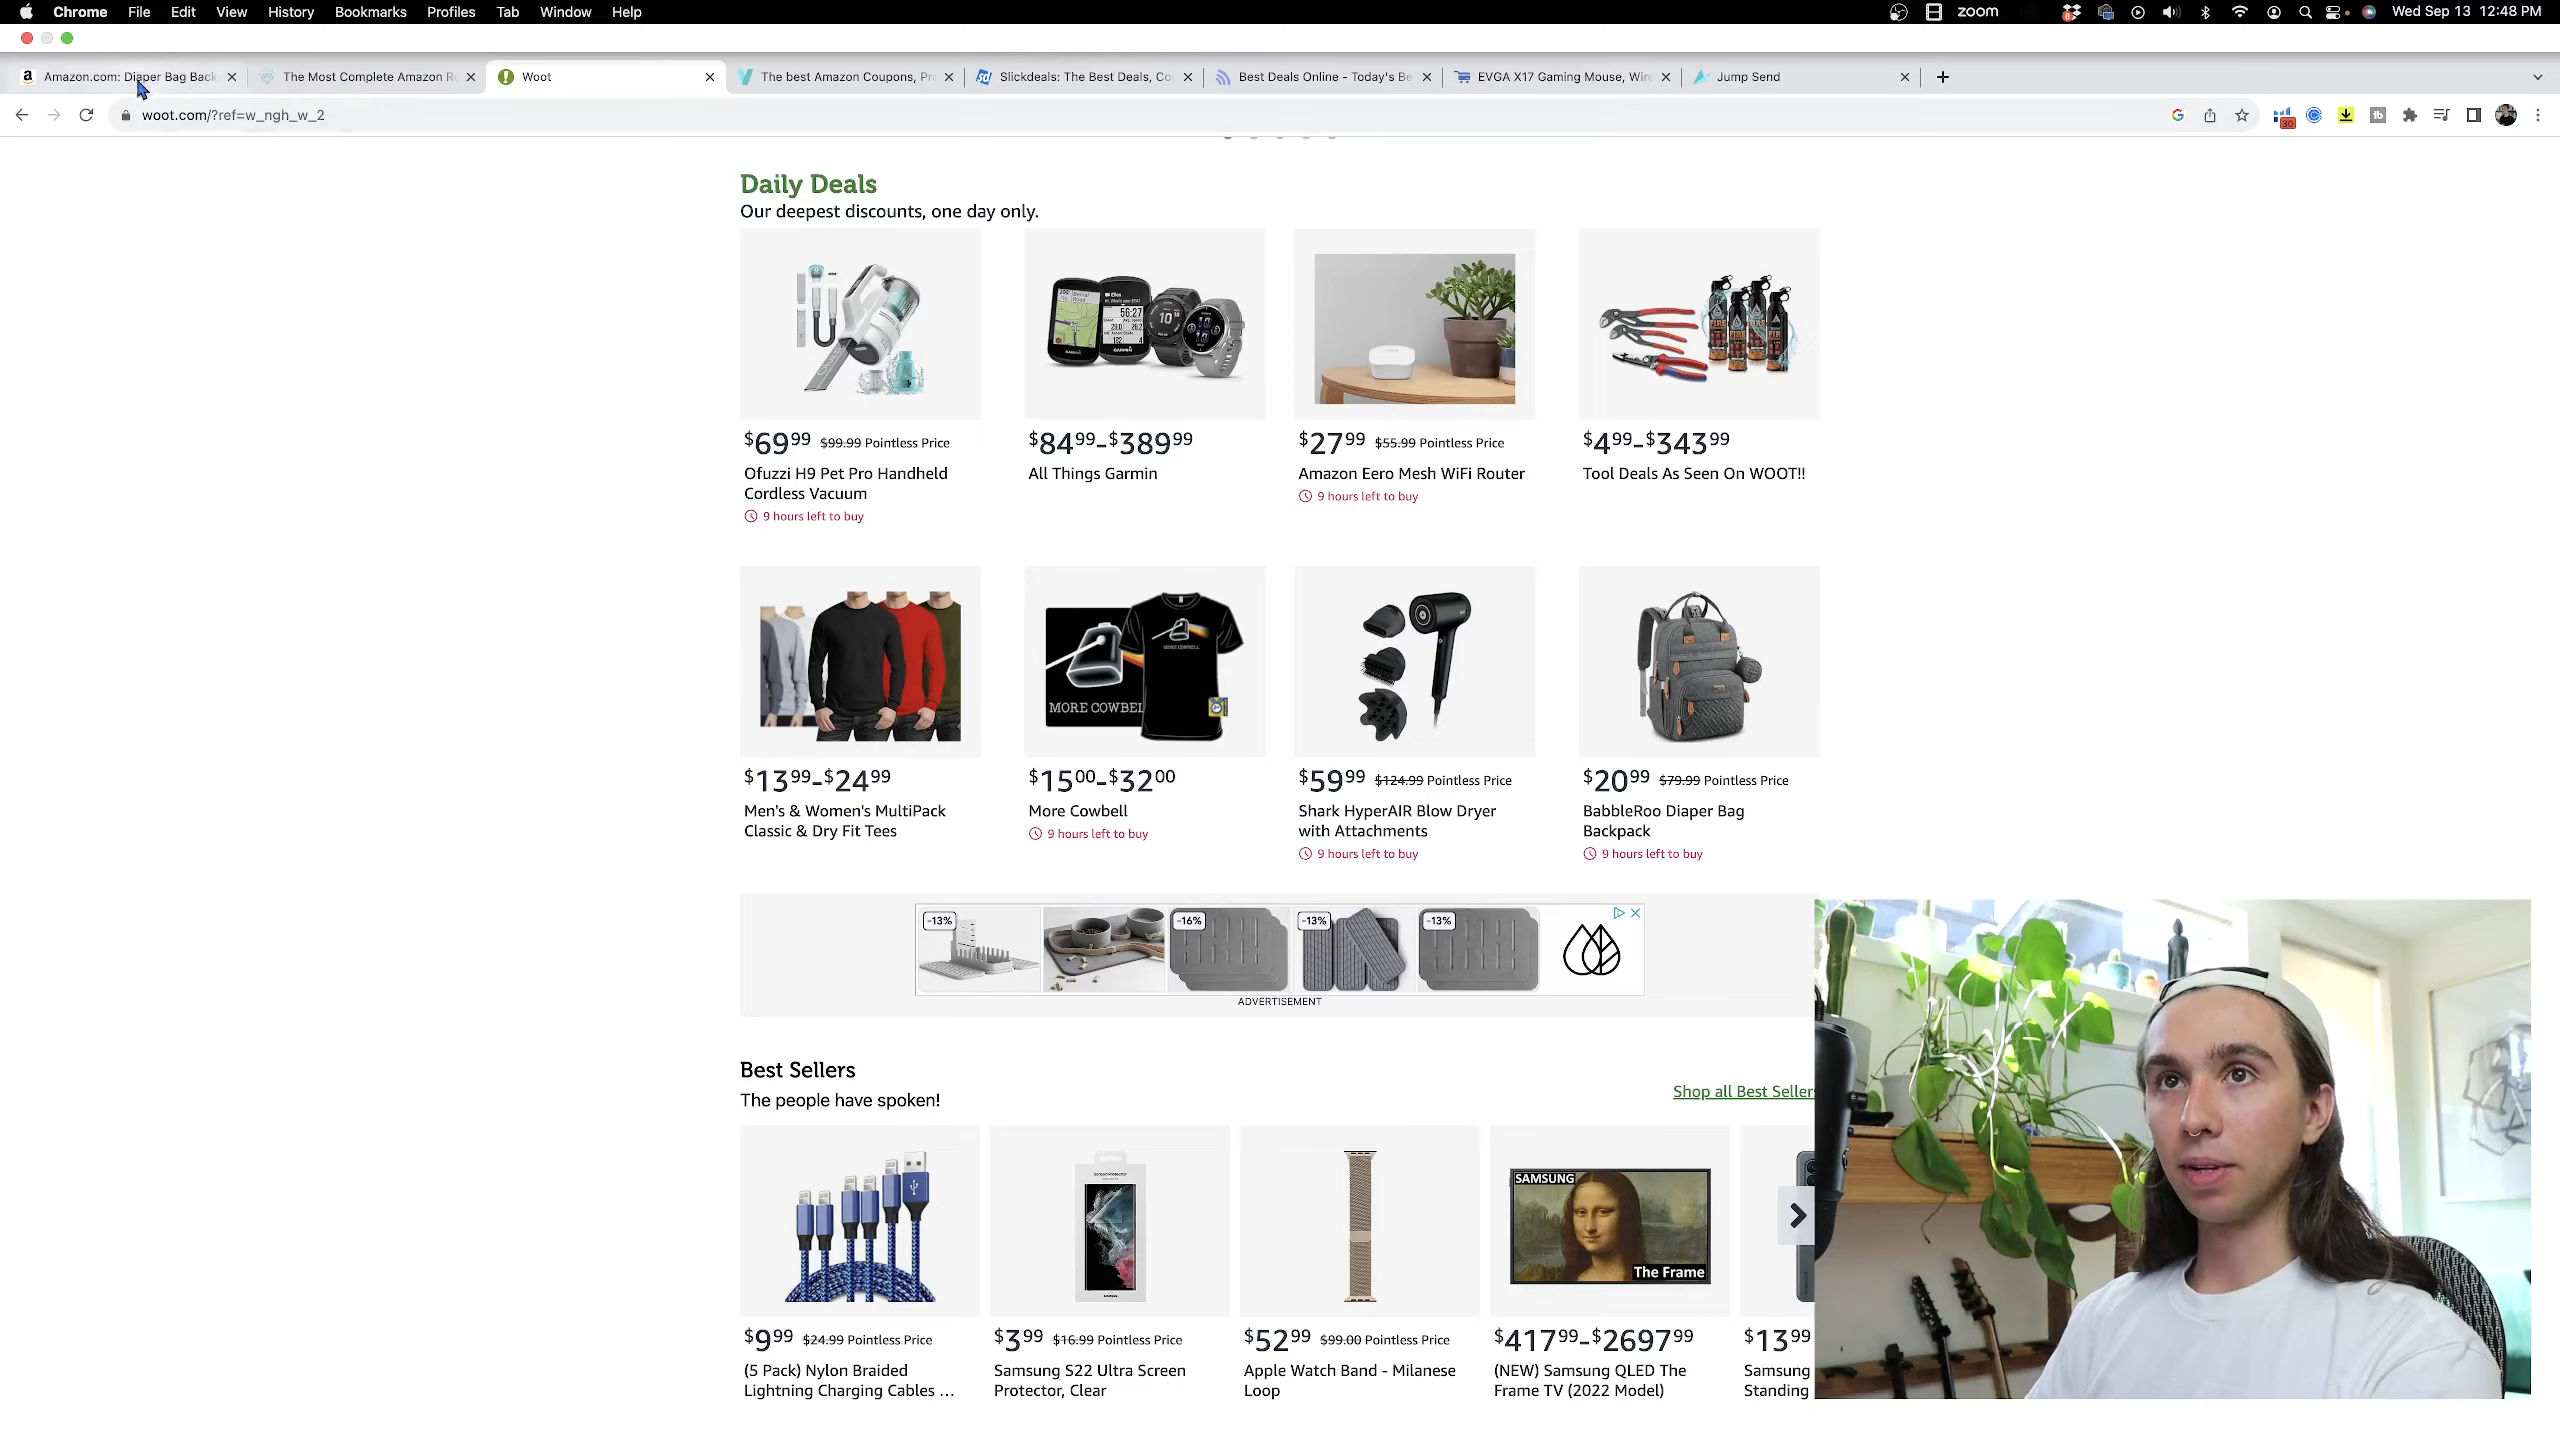 Chrome File Edit View History Bookmarks Profiles Tab Window Help
zoom
Wed Sep 13 12:48 PM
Amazon.com: Diaper Bag Back
The Most Complete Amazon R
Woot
The best Amazon Coupons, Pr
Slickdeals: The Best Deals, Co
Best Deals Online - Today's Be
EVGA X17 Gaming Mouse, Wire
Jump Send
woot.com/?ref=w_ngh_w_2
30
Daily Deals
Our deepest discounts, one day only.
$69.99 $99.99 Pointless Price
Ofuzzi H9 Pet Pro Handheld
Cordless Vacuum
9 hours left to buy
$84.99-$389.99
All Things Garmin
$27.99 $55.99 Pointless Price
Amazon Eero Mesh WiFi Router
9 hours left to buy
$4.99-$343.99
Tool Deals As Seen On WOOT!!
$13.99-$24.99
Men's & Women's MultiPack
Classic & Dry Fit Tees
MORE COWBEL
$15.00-$32.00
More Cowbell
9 hours left to buy
$59.99 $124.99 Pointless Price
Shark HyperAIR Blow Dryer
with Attachments
9 hours left to buy
$20.99 $79.99 Pointless Price
BabbleRoo Diaper Bag
Backpack
9 hours left to buy
-13%
-16%
-13%
-13%
ADVERTISEMENT
Best Sellers
The people have spoken!
Shop all Best Sellers
$9.99 $24.99 Pointless Price
(5 Pack) Nylon Braided
Lightning Charging Cables ...
$3.99 $16.99 Pointless Price
Samsung S22 Ultra Screen
Protector, Clear
$52.99 $99.00 Pointless Price
Apple Watch Band - Milanese
Loop
SAMSUNG
The Frame
$417.99-$2697.99
(NEW) Samsung QLED The
Frame TV (2022 Model)
$13.99
Samsung
Standing